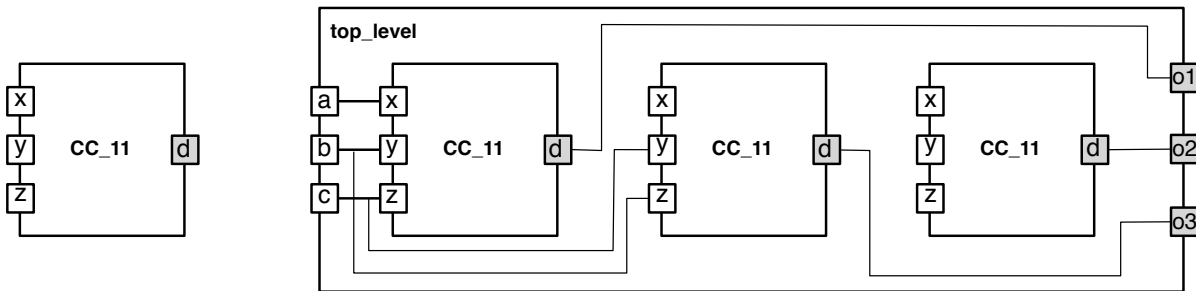 top_level
x
y
z
CC_11
d
a
b
c
x
y
z
CC_11
d
x
y
z
CC_11
d
x
y
z
CC_11
d
o1
o2
o3